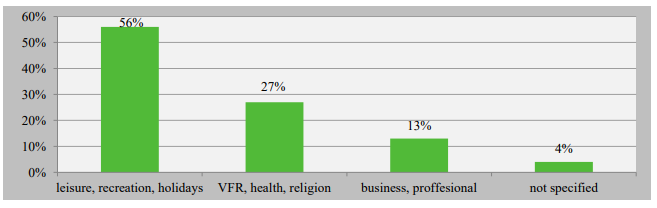 60%
50%
40%
30%
20%
10%
0%
56%
27%
13%
4%
leisure, recreation, holidays
VFR, health, religion
business, proffesional
not specified